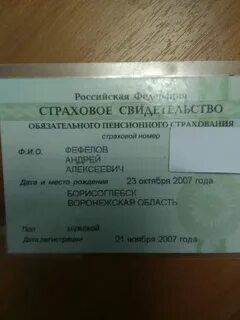 Российская Федерация
СТРАХОВОЕ СВИДЕТЕЛЬСТВО
ОБЯЗАТЕЛЬНОГО ПЕНСИОННОГО СТРАХОВАНИЯ
страховой номер
Ф.И.О. ФЕФЕЛОВ
АНДРЕЙ
АЛЕКСЕЕВИЧ
Дата и место рождения 23 октября 2007 года
БОРИСОГЛЕБСК
ВОРОНЕЖСКАЯ ОБЛАСТЬ
Пол мужской
Дата регистрации 21 ноября 2007 года